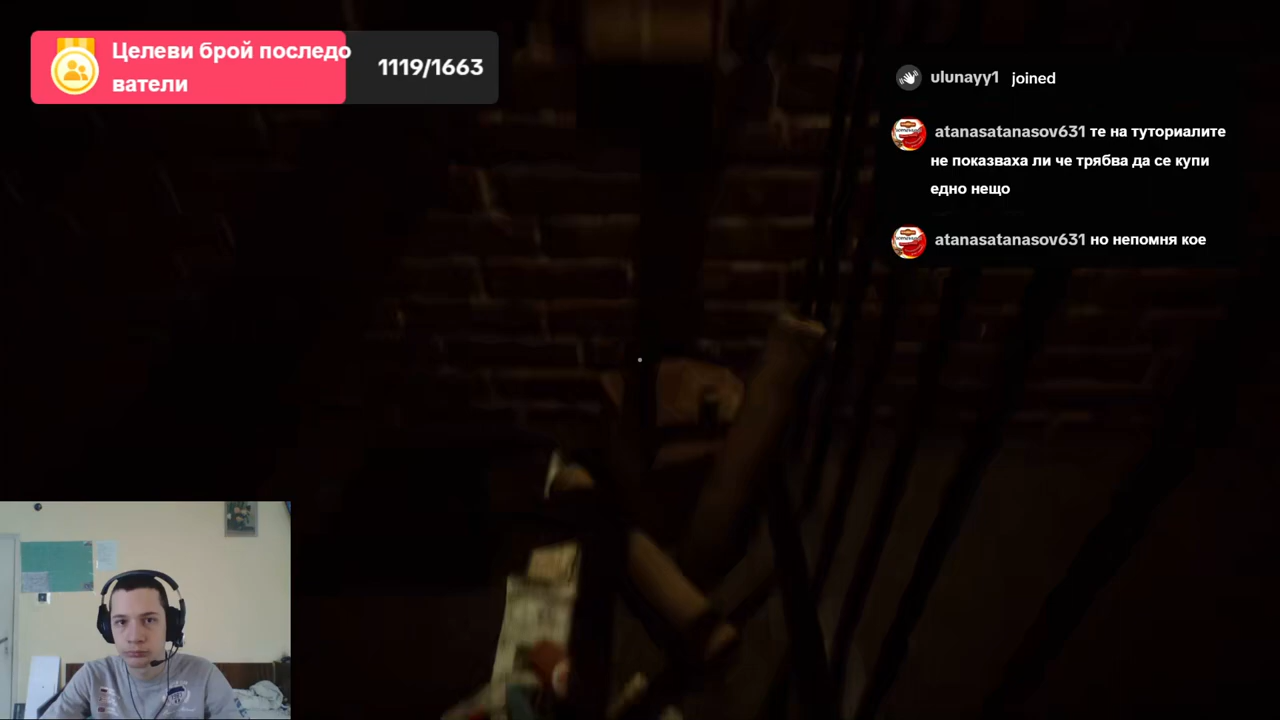 Целеви брой последо
ватели
1119/1663
ulunayy1 joined
atanasatanasov631 те на туториалите
не показваха ли че трябва да се купи
едно нещо
atanasatanasov631 но непомня кое